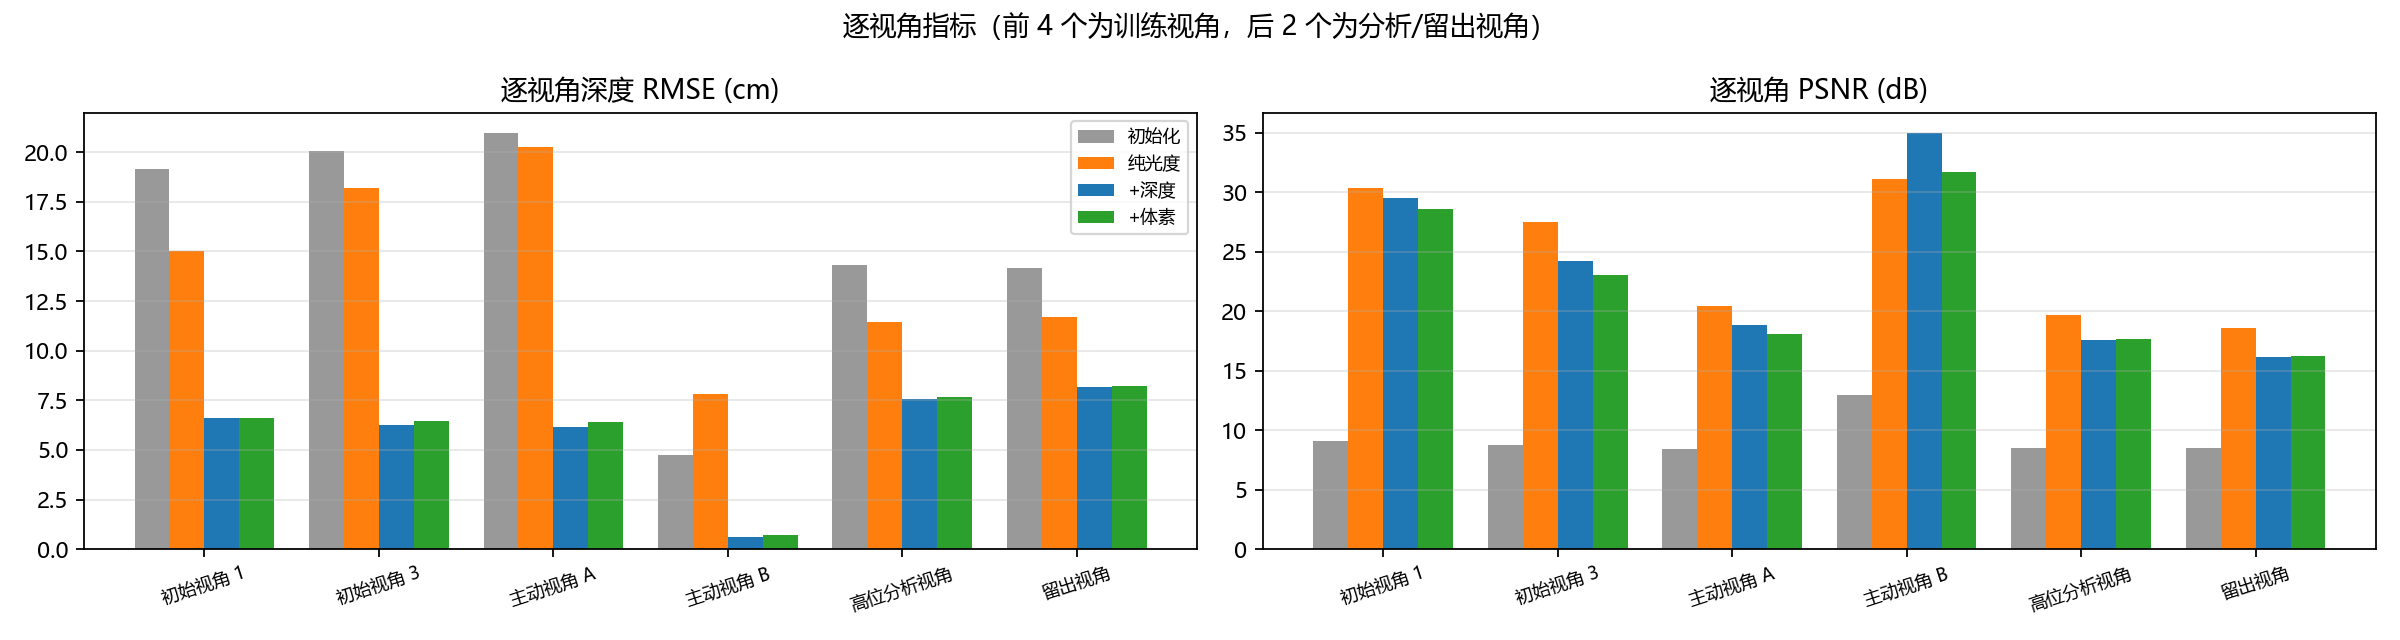 逐视角指标（前 4 个为训练视角，后 2 个为分析/留出视角）
逐视角深度 RMSE (cm)
20.0
17.5
15.0
12.5
10.0
7.5
5.0
2.5
0.0
初始化
纯光度
+深度
+体素
初始视角 1
初始视角 3
主动视角 A
主动视角 B
高位分析视角
留出视角
逐视角 PSNR (dB)
35
30
25
20
15
10
5
0
初始视角 1
初始视角 3
主动视角 A
主动视角 B
高位分析视角
留出视角